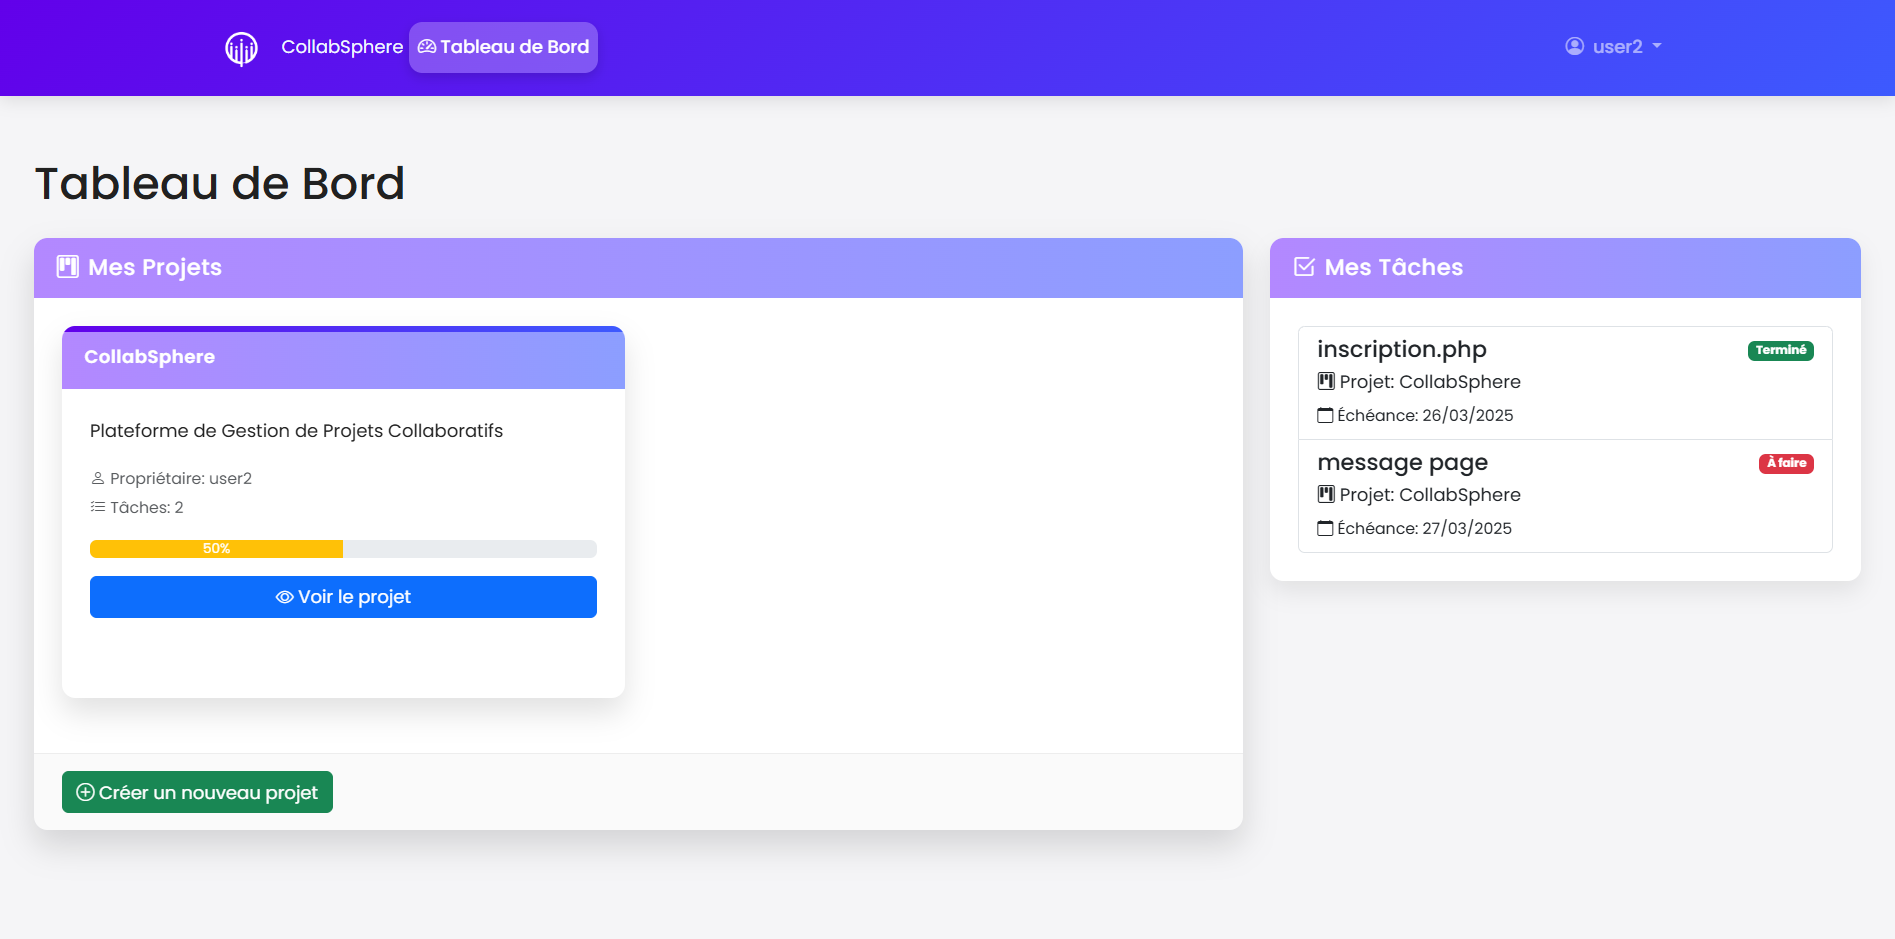 CollabSphere
Tableau de Bord
user2
Tableau de Bord
Mes Projets
CollabSphere
Plateforme de Gestion de Projets Collaboratifs
Propriétaire: user2
Tâches: 2
50%
Voir le projet
Créer un nouveau projet
Mes Tâches
inscription.php
Terminé
Projet: CollabSphere
Échéance: 26/03/2025
message page
À faire
Projet: CollabSphere
Échéance: 27/03/2025